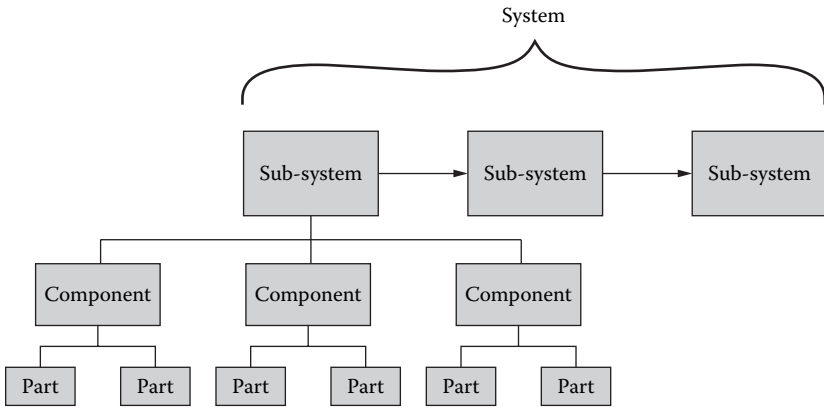 System
Sub-system
Sub-system
Sub-system
Component
Component
Component
Part
Part
Part
Part
Part
Part